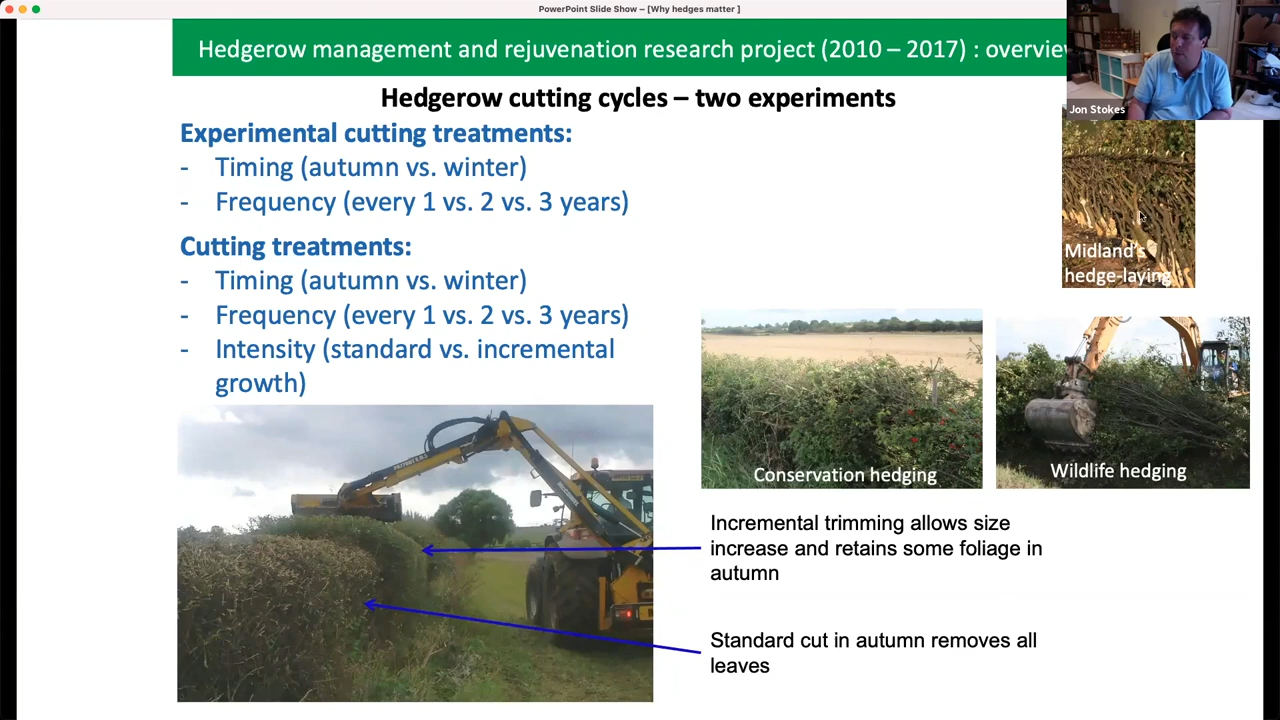 PowerPoint Slide Show – [Why hedges matter ]
Hedgerow management and rejuvenation research project (2010 – 2017) : overvie
Jon Stokes
Hedgerow cutting cycles – two experiments
Experimental cutting treatments:
- Timing (autumn vs. winter)
- Frequency (every 1 vs. 2 vs. 3 years)
Cutting treatments:
- Timing (autumn vs. winter)
- Frequency (every 1 vs. 2 vs. 3 years)
- Intensity (standard vs. incremental
growth)
Midland's
hedge-laying
Conservation hedging
Wildlife hedging
Incremental trimming allows size
increase and retains some foliage in
autumn
Standard cut in autumn removes all
leaves